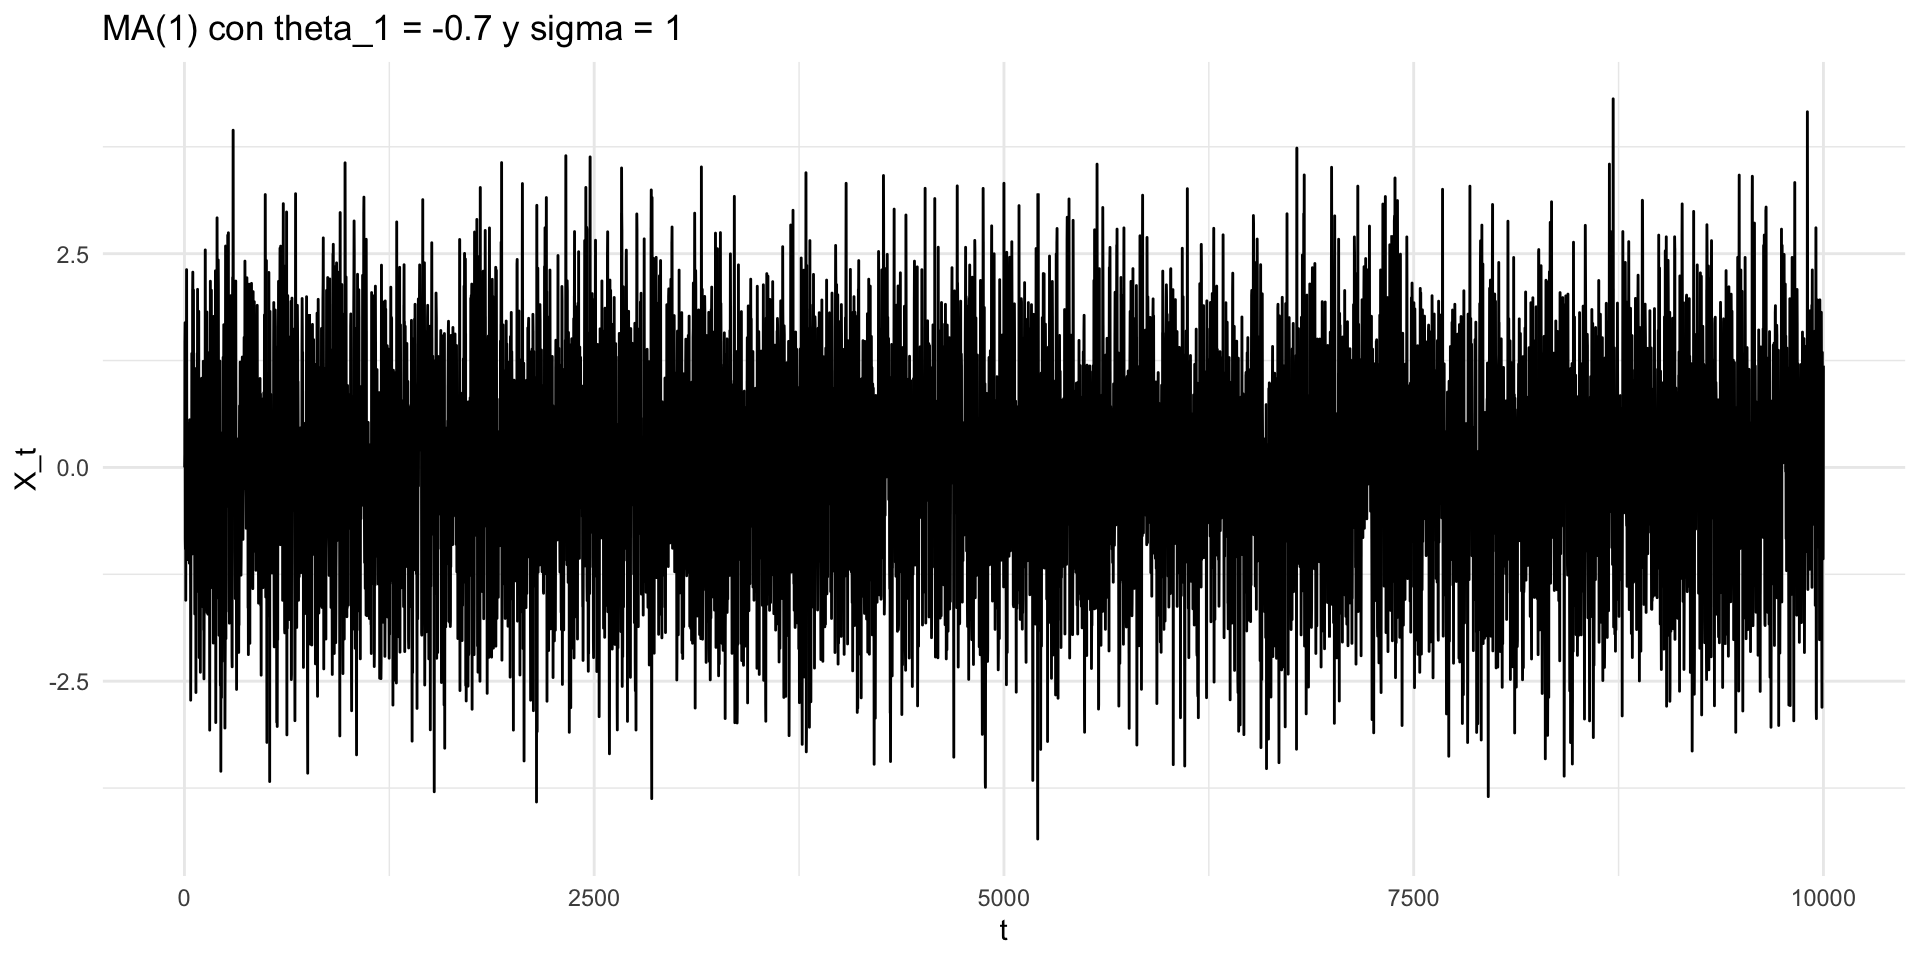 MA(1) con theta_1 = -0.7 y sigma = 1
X_t
2.5
0.0
-2.5
0 2500 5000 7500 10000
t